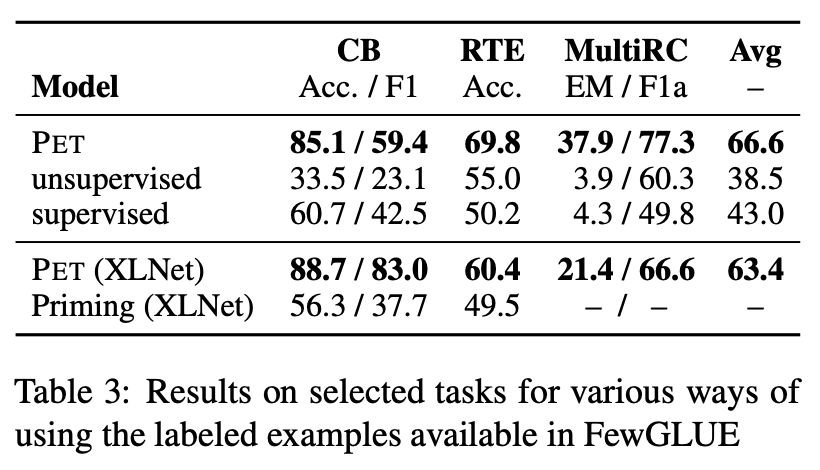 CB RTE MultiRC Avg
Model Acc. / F1 Acc. EM / F1a –
PET 85.1 / 59.4 69.8 37.9 / 77.3 66.6
unsupervised 33.5 / 23.1 55.0 3.9 / 60.3 38.5
supervised 60.7 / 42.5 50.2 4.3 / 49.8 43.0
PET (XLNet) 88.7 / 83.0 60.4 21.4 / 66.6 63.4
Priming (XLNet) 56.3 / 37.7 49.5 – / – –
Table 3: Results on selected tasks for various ways of
using the labeled examples available in FewGLUE